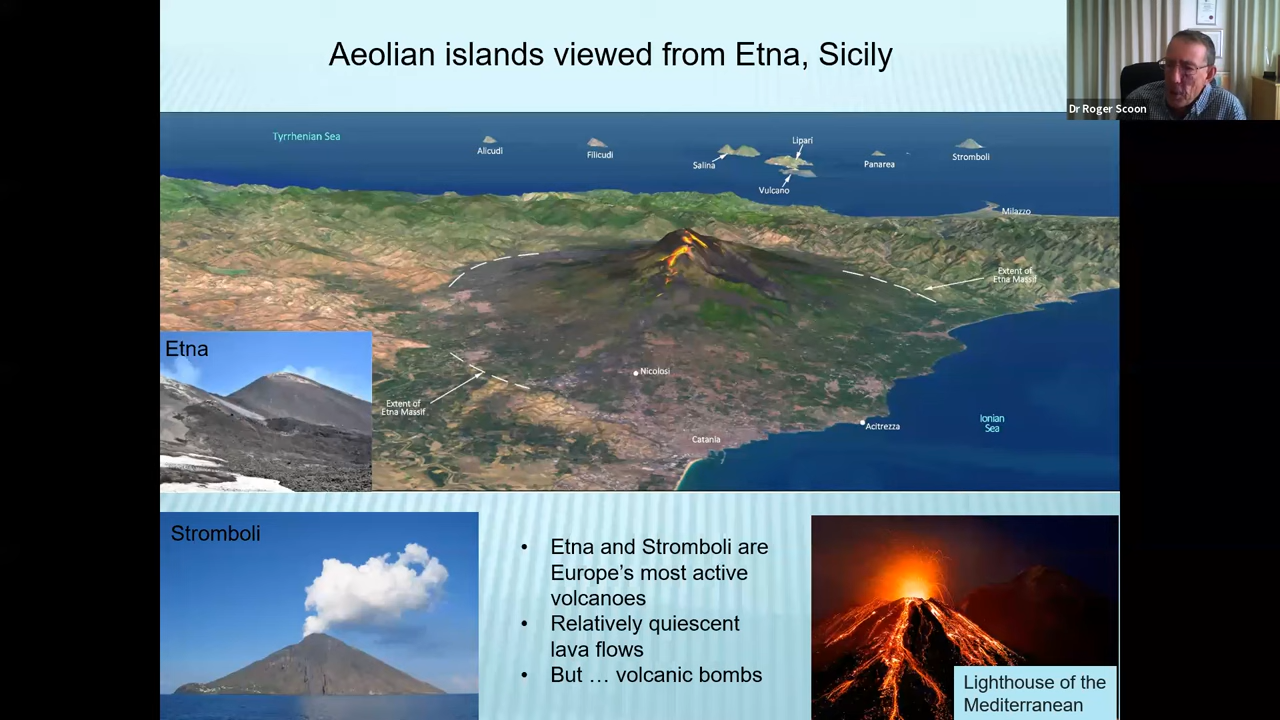 Aeolian islands viewed from Etna, Sicily
Dr Roger Scoon
Tyrrhenian Sea
Alicudi
Filicudi
Salina
Lipari
Vulcano
Panarea
Stromboli
Milazzo
Extent of
Etna Massif
Etna
Nicolosi
Extent of
Etna Massif
Acitrezza
Ionian
Sea
Catania
Stromboli
• Etna and Stromboli are
Europe's most active
volcanoes
• Relatively quiescent
lava flows
• But … volcanic bombs
Lighthouse of the
Mediterranean